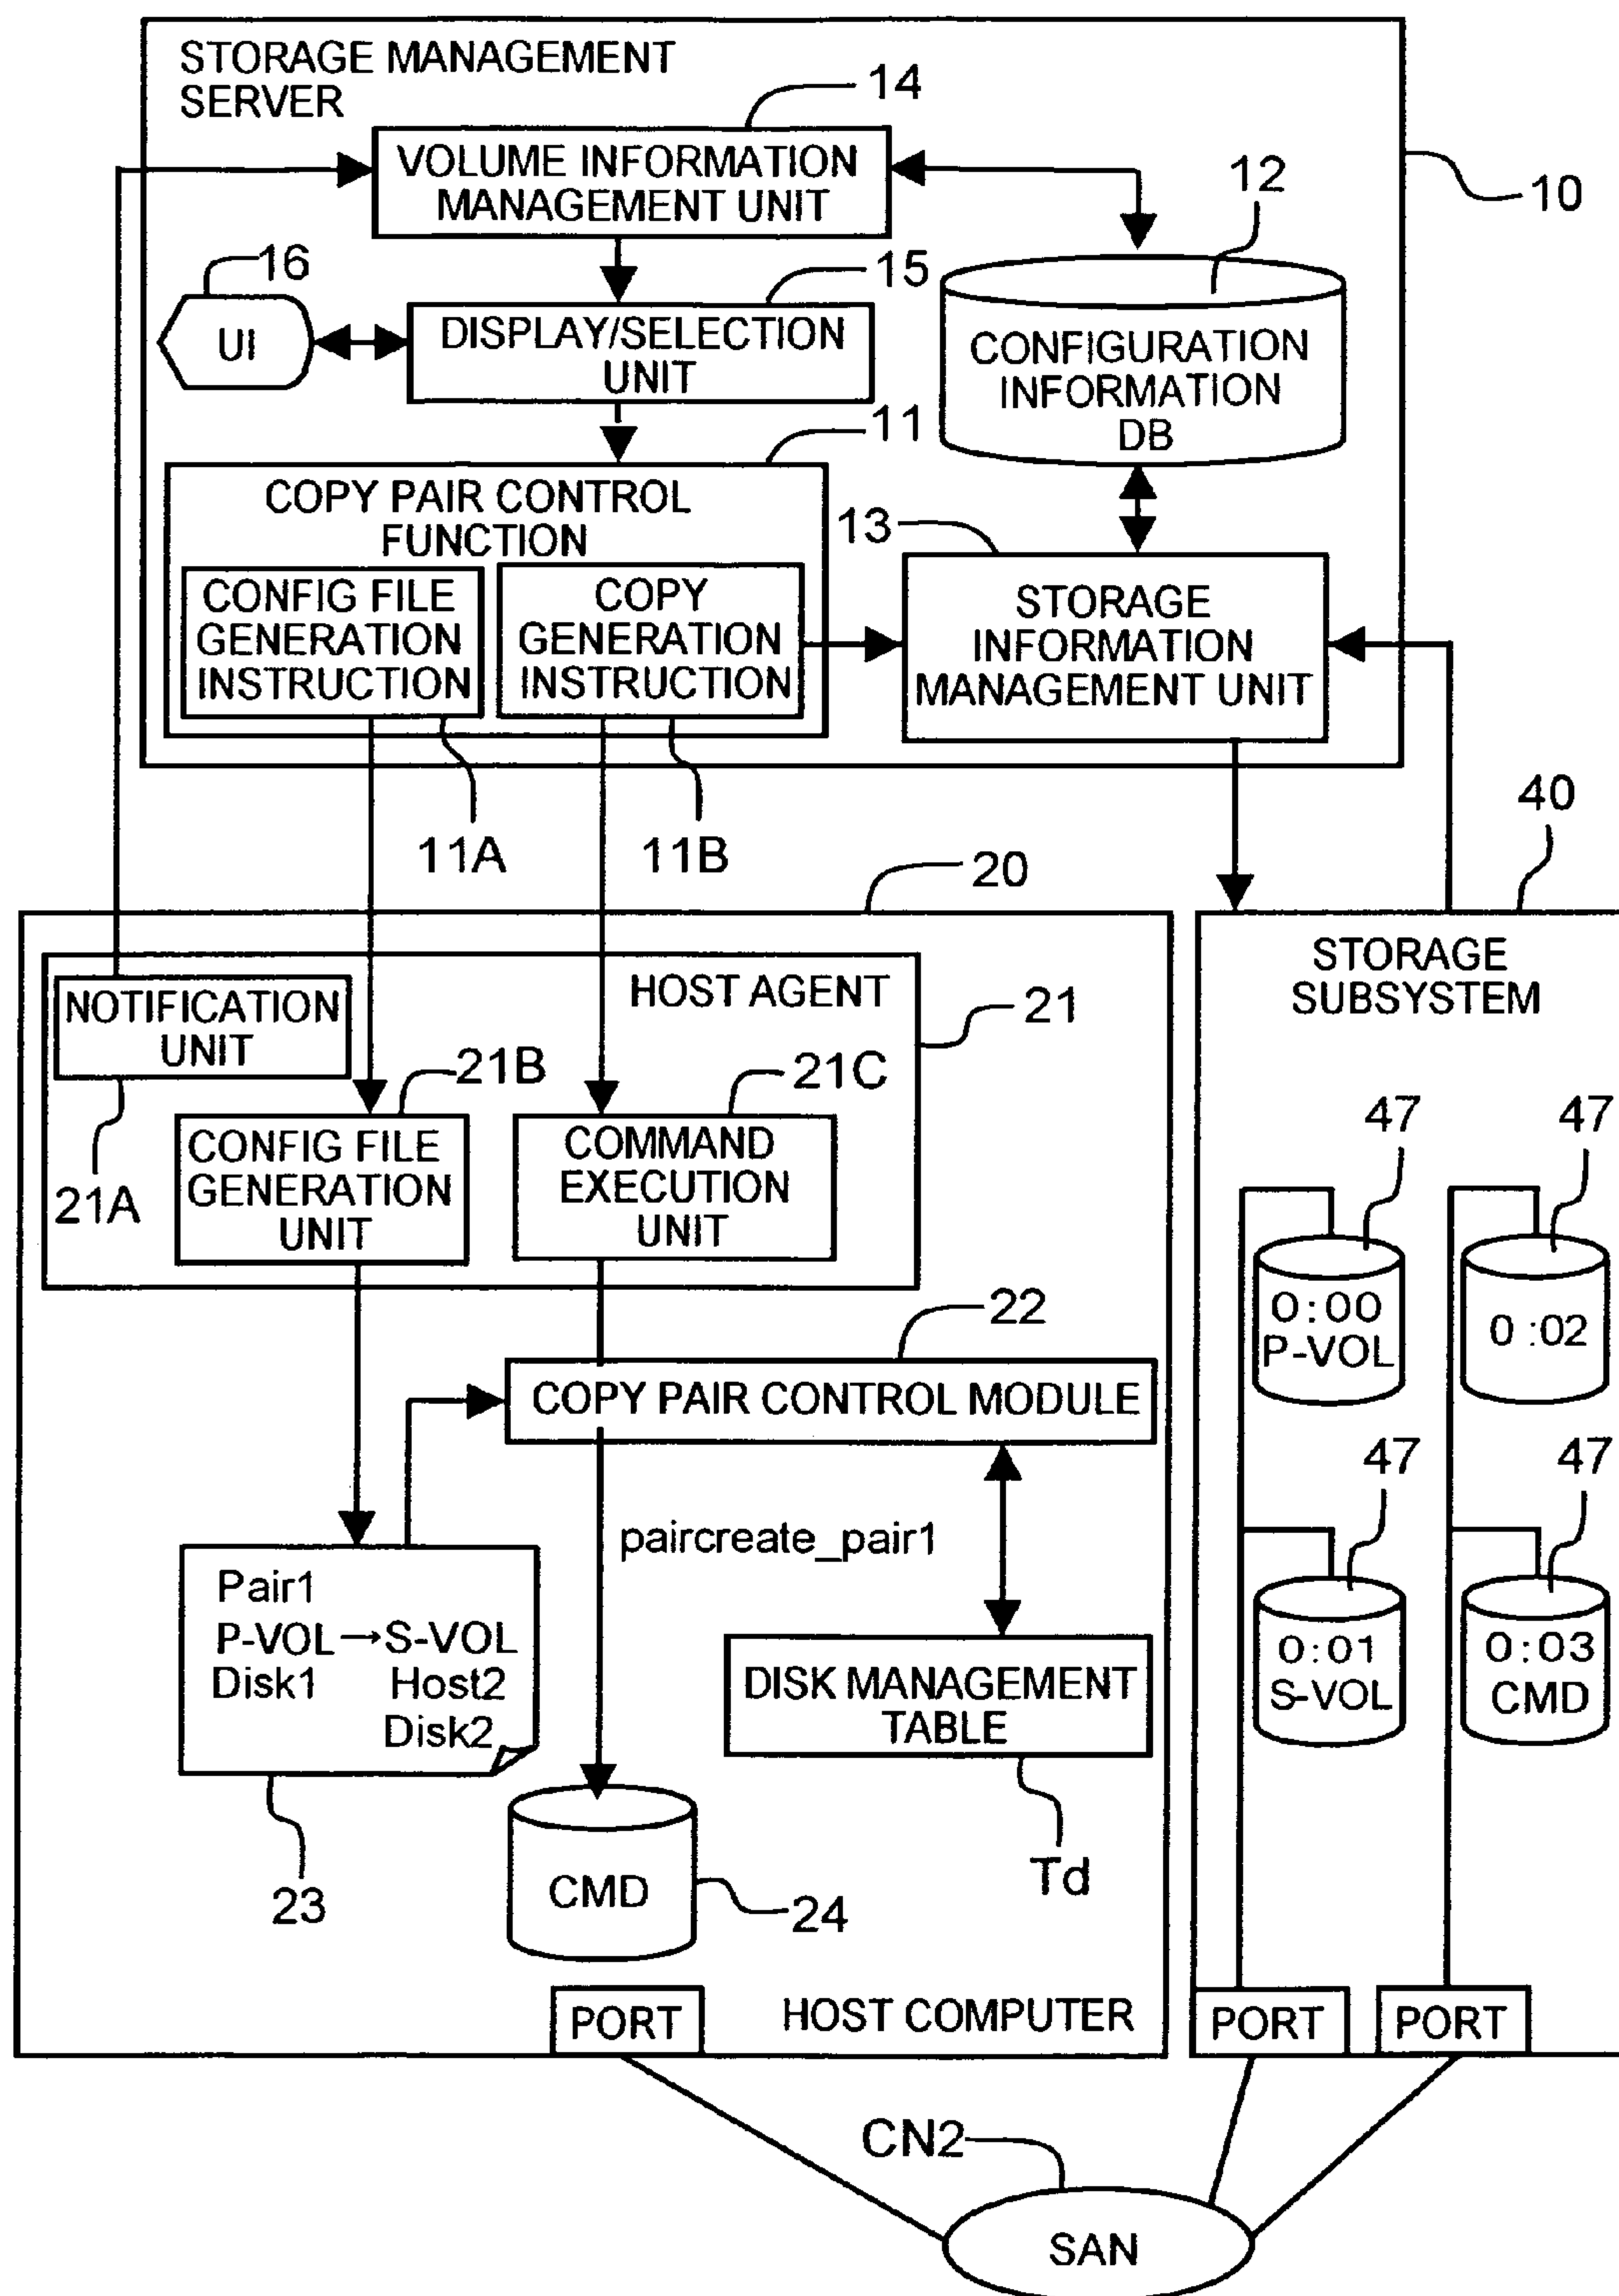 STORAGE MANAGEMENT
SERVER
14
VOLUME INFORMATION
MANAGEMENT UNIT
12
10
16
15
UI
DISPLAY/SELECTION
UNIT
CONFIGURATION
INFORMATION
DB
11
COPY PAIR CONTROL
FUNCTION
13
CONFIG FILE
GENERATION
INSTRUCTION
COPY
GENERATION
INSTRUCTION
STORAGE
INFORMATION
MANAGEMENT UNIT
11A
11B
20
40
HOST AGENT
NOTIFICATION
UNIT
21
STORAGE
SUBSYSTEM
21B
21C
21A
CONFIG FILE
GENERATION
UNIT
COMMAND
EXECUTION
UNIT
47
47
0:00
P-VOL
0 :02
22
COPY PAIR CONTROL MODULE
47
47
paircreate_pair1
Pair1
P-VOL→S-VOL
Disk1 Host2
Disk2
0:01
S-VOL
0:03
CMD
DISK MANAGEMENT
TABLE
23
CMD
24
Td
PORT
HOST COMPUTER
PORT
PORT
CN2
SAN